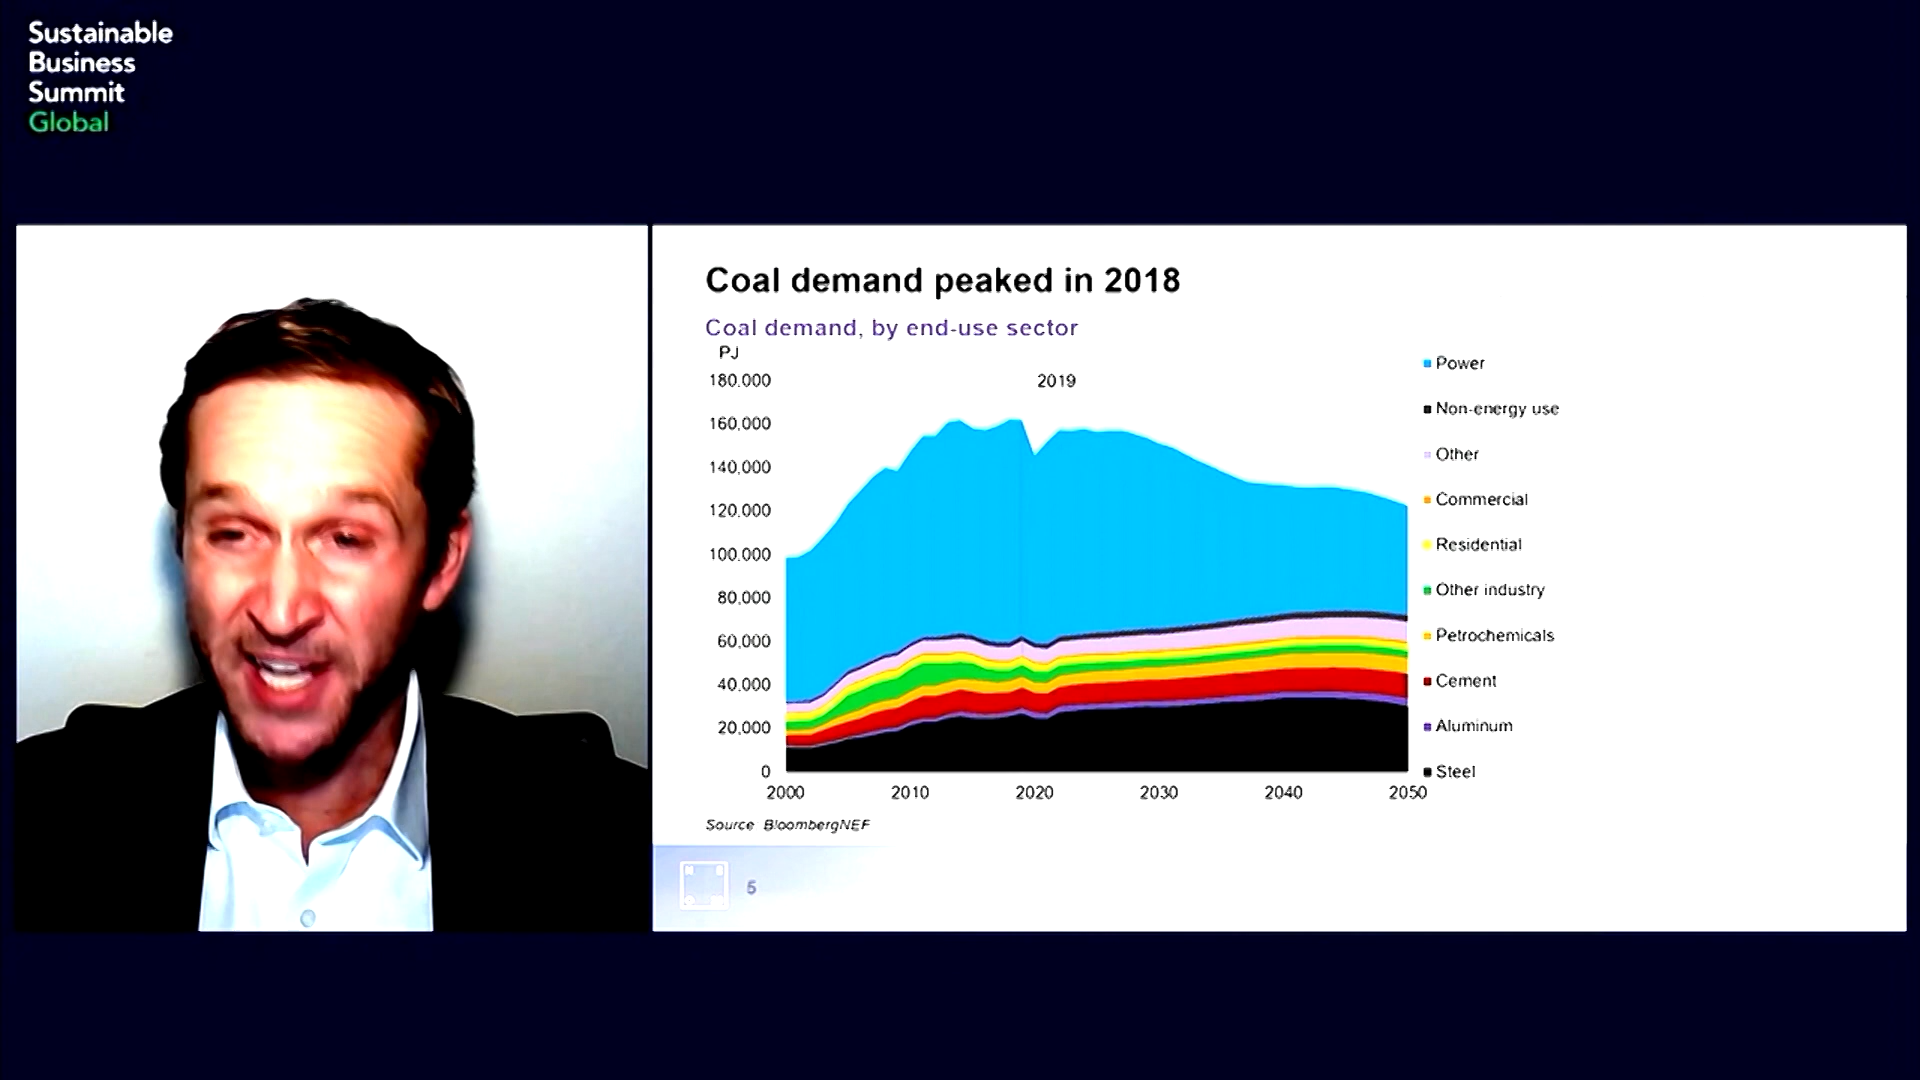 Sustainable
Business
Summit
Global
Coal demand peaked in 2018
Coal demand, by end-use sector
PJ
180.000
160,000
140,000
120.000
100.000
80,000
60,000
40,000
20,000
0
2019
2000
2010
2020
2030
2040
2050
Power
Non-energy use
Other
Commercial
Residential
Other industry
Petrochemicals
Cement
Aluminum
Steel
Source BloombergNEF
5